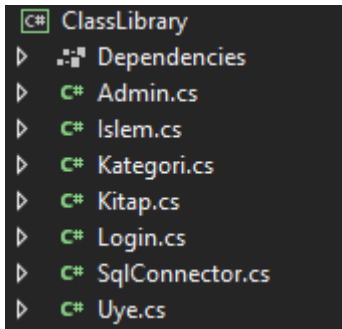 C# ClassLibrary
Dependencies
C# Admin.cs
C# Islem.cs
C# Kategori.cs
C# Kitap.cs
C# Login.cs
C# SqlConnector.cs
C# Uye.cs